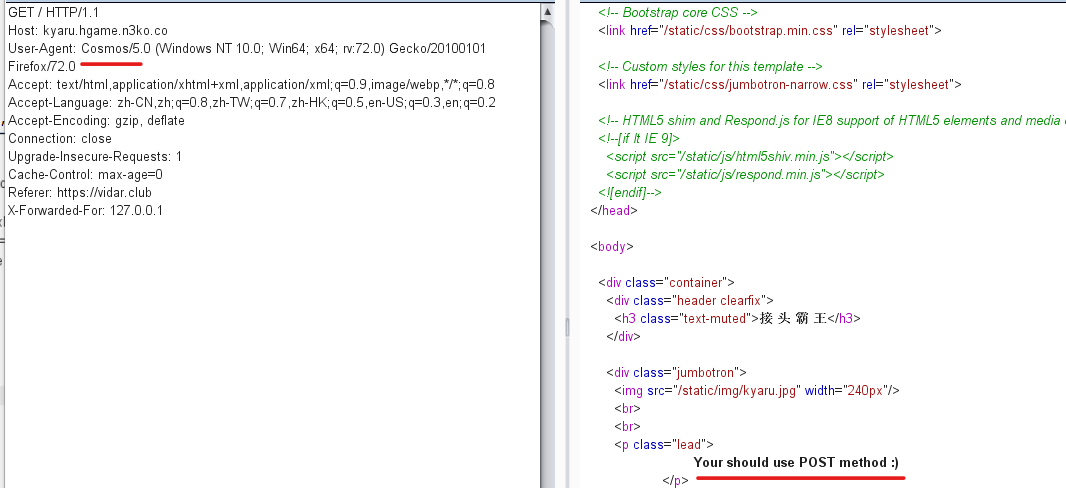 GET / HTTP/1.1
Host: kyaru.hgame.n3ko.co
User-Agent: Cosmos/5.0 (Windows NT 10.0; Win64; x64; rv:72.0) Gecko/20100101
Firefox/72.0
Accept: text/html,application/xhtml+xml,application/xml;q=0.9,image/webp,*/*;q=0.8
Accept-Language: zh-CN,zh;q=0.8,zh-TW;q=0.7,zh-HK;q=0.5,en-US;q=0.3,en;q=0.2
Accept-Encoding: gzip, deflate
Connection: close
Upgrade-Insecure-Requests: 1
Cache-Control: max-age=0
Referer: https://vidar.club
X-Forwarded-For: 127.0.0.1
<!-- Bootstrap core CSS -->
<link href="/static/css/bootstrap.min.css" rel="stylesheet">
<!-- Custom styles for this template -->
<link href="/static/css/jumbotron-narrow.css" rel="stylesheet">
<!-- HTML5 shim and Respond.js for IE8 support of HTML5 elements and media
<!--[if lt IE 9]>
<script src="/static/js/html5shiv.min.js"></script>
<script src="/static/js/respond.min.js"></script>
<![endif]-->
</head>
<body>
<div class="container">
<div class="header clearfix">
<h3 class="text-muted">接 头 霸 王</h3>
</div>
<div class="jumbotron">
<img src="/static/img/kyaru.jpg" width="240px"/>
<br>
<br>
<p class="lead">
Your should use POST method :)
</p>